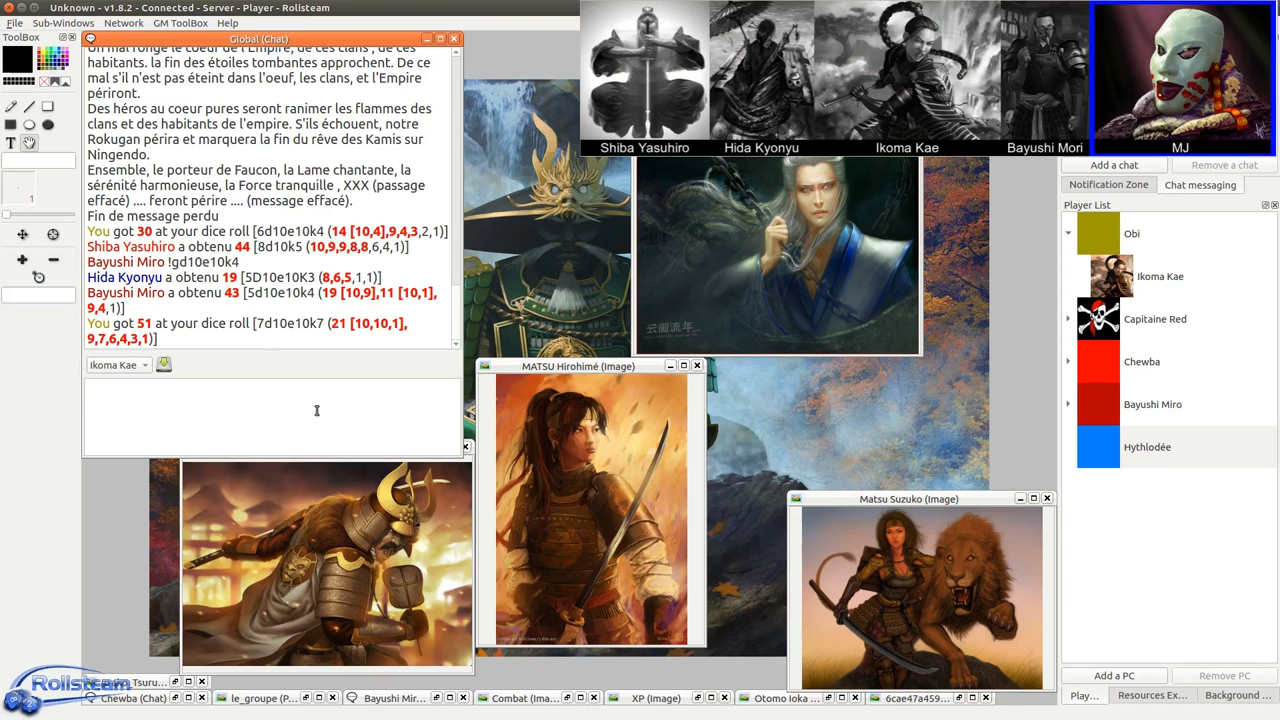 Unknown - v1.8.2 - Connected - Server - Player - Rolisteam
File Sub-Windows Network GM ToolBox Help
ToolBox
Global (Chat)
habitants. la fin des étoiles tombantes approchent. De ce
mal s'il n'est pas éteint dans l'oeuf, les clans, et l'Empire
périront.
Des héros au coeur pures seront ranimer les flammes des
clans et des habitants de l'empire. S'ils échouent, notre
Rokugan périra et marquera la fin du rêve des Kamis sur
Ningendo.
Ensemble, le porteur de Faucon, la Lame chantante, la
sérénité harmonieuse, la Force tranquille , XXX (passage
effacé) .... feront périre .... (message effacé).
Fin de message perdu
You got 30 at your dice roll [6d10e10k4 (14 [10,4],9,4,3,2,1)]
Shiba Yasuhiro a obtenu 44 [8d10k5 (10,9,9,8,8,6,4,1)]
Bayushi Miro !gd10e10k4
Hida Kyonyu a obtenu 19 [5D10e10K3 (8,6,5,1,1)]
Bayushi Miro a obtenu 43 [5d10e10k4 (19 [10,9],11 [10,1],
9,4,1)]
You got 51 at your dice roll [7d10e10k7 (21 [10,10,1],
9,7,6,4,3,1)]
Ikoma Kae
1
Shiba Yasuhiro
Hida Kyonyu
Ikoma Kae
Bayushi Mori
MJ
Add a chat
Remove a chat
Notification Zone
Chat messaging
Player List
Obi
Ikoma Kae
Capitaine Red
Chewba
Bayushi Miro
Hythlodée
云画流年
MATSU Hirohimé (Image)
Matsu Suzuko (Image)
Add a PC
Remove PC
Play...
Resources Ex...
Background ...
Rolisteam
Tsuru...
Chewba (Chat)
le_groupe (P...
Bayushi Mir...
Combat (Ima...
XP (Image)
Otomo Ioka ...
6cae47a459...